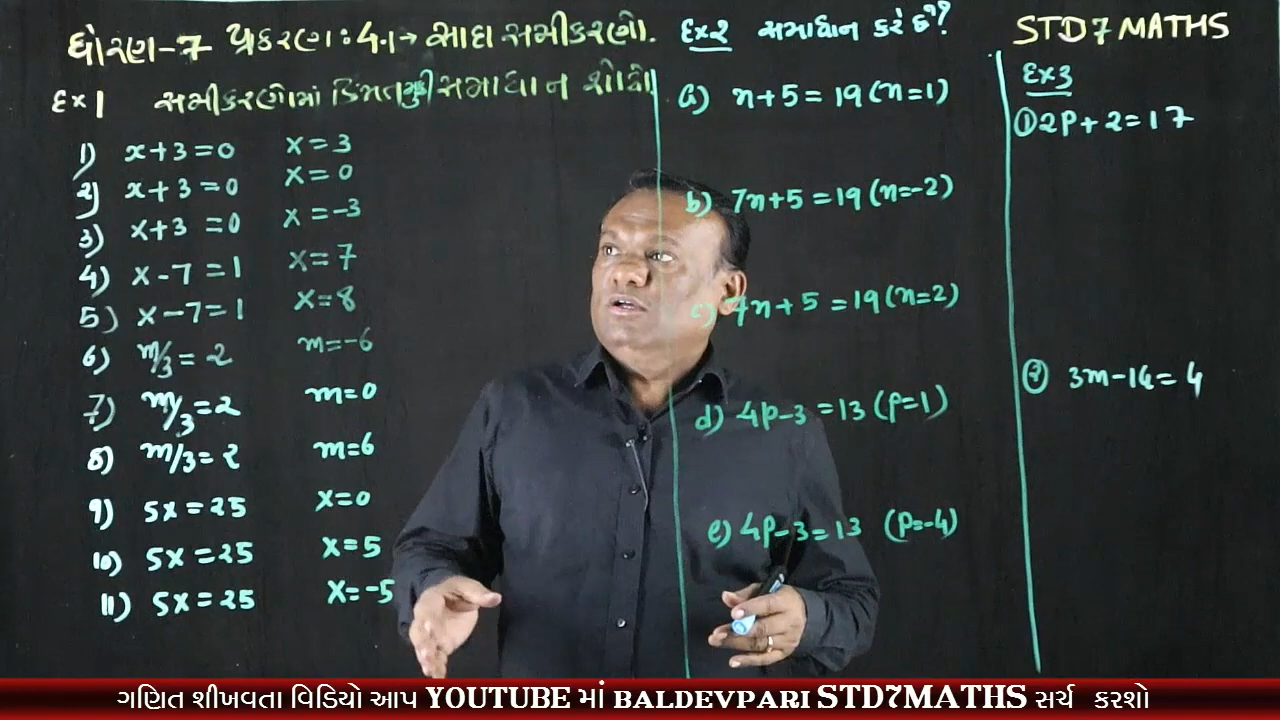 ધોરણ-7 પ્રકરણ:4.1→ સાદા સમીકરણો.
Ex 1 સમીકરણોમાં કિંમત મુકી સમાધાન શોધો
1) x+3=0 x=3
2) x+3=0 x=0
3) x+3=0 x=-3
4) x-7=1 x=7
5) x-7=1 x=8
6) m/3=2 m=-6
7) m/3=2 m=0
8) m/3=2 m=6
9) 5x=25 x=0
10) 5x=25 x=5
11) 5x=25 x=-5
Ex2 સમાધાન કરે છે?
a) n+5=19(n=1)
b) 7n+5=19(n=-2)
c) 7n+5=19(n=2)
d) 4p-3=13(p=1)
e) 4p-3=13 (p=-4)
STD7 MATHS
Ex3
① 2p+2=17
② 3m-14=4
ગણિત શીખવતા વિડિયો આપ YOUTUBE માં BALDEVPARI STD7MATHS સર્ચ કરશો